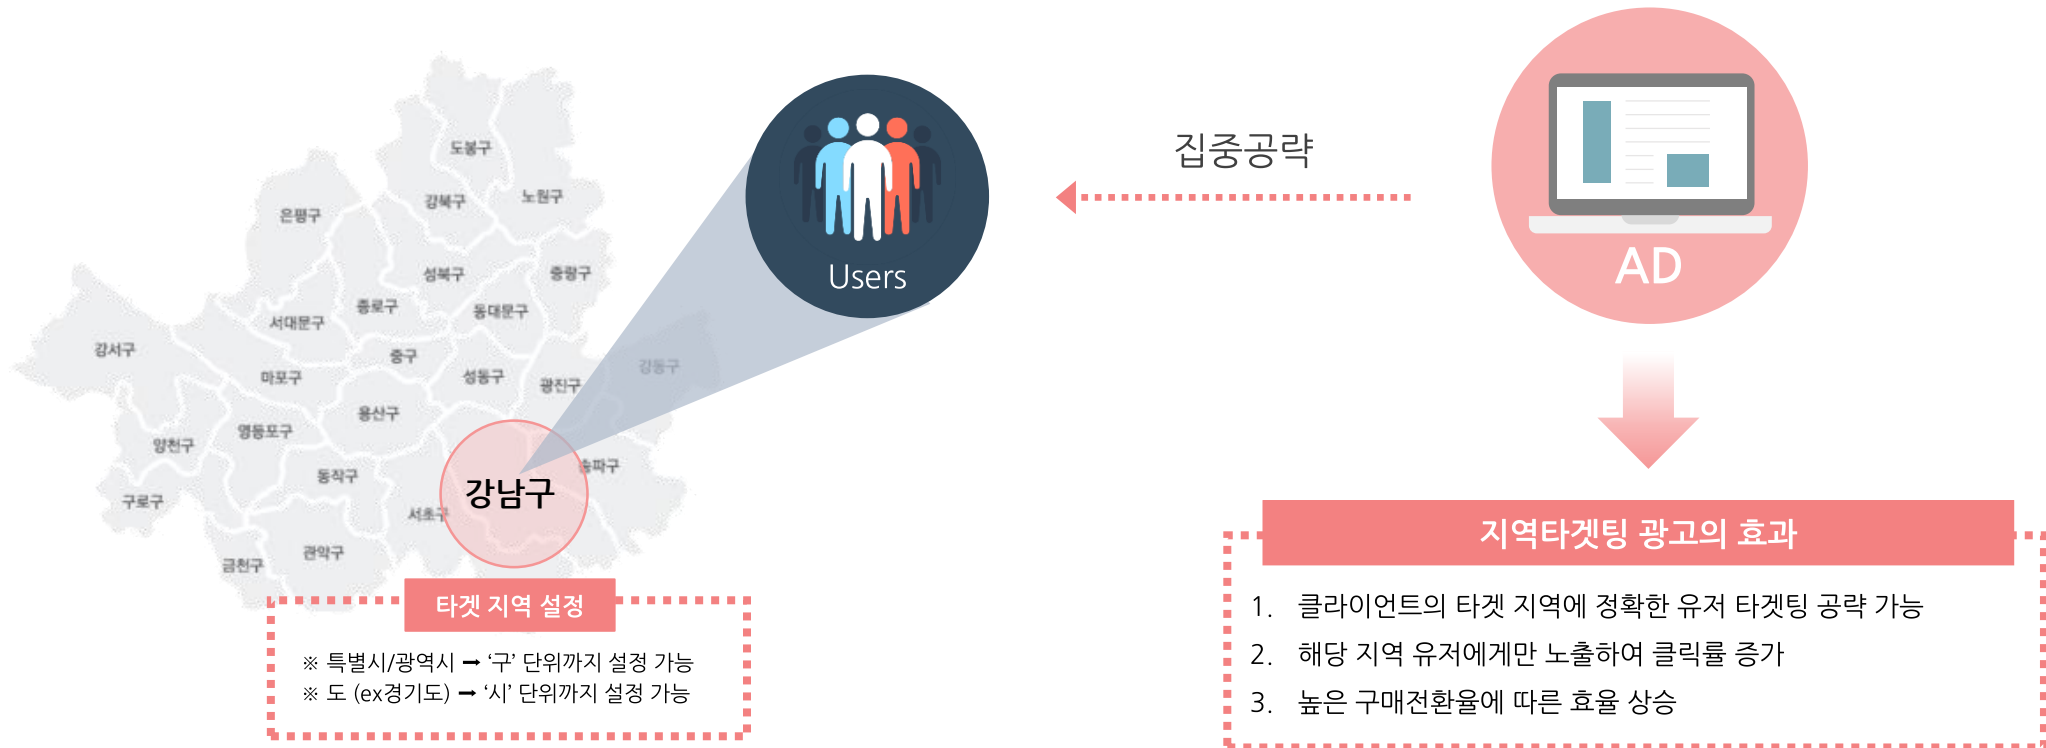 도봉구
노원구
강북구
은평구
성북구
중랑구
종로구
동대문구
서대문구
강서구
중구
마포구
성동구
광진구
강동구
용산구
영등포구
양천구
동작구
송파구
구로구
서초구
강남구
관악구
금천구
Users
집중공략
AD
타겟 지역 설정
※ 특별시/광역시 ➡ ‘구’ 단위까지 설정 가능
※ 도 (ex경기도) ➡ ‘시’ 단위까지 설정 가능
지역타겟팅 광고의 효과
1. 클라이언트의 타겟 지역에 정확한 유저 타겟팅 공략 가능
2. 해당 지역 유저에게만 노출하여 클릭률 증가
3. 높은 구매전환율에 따른 효율 상승